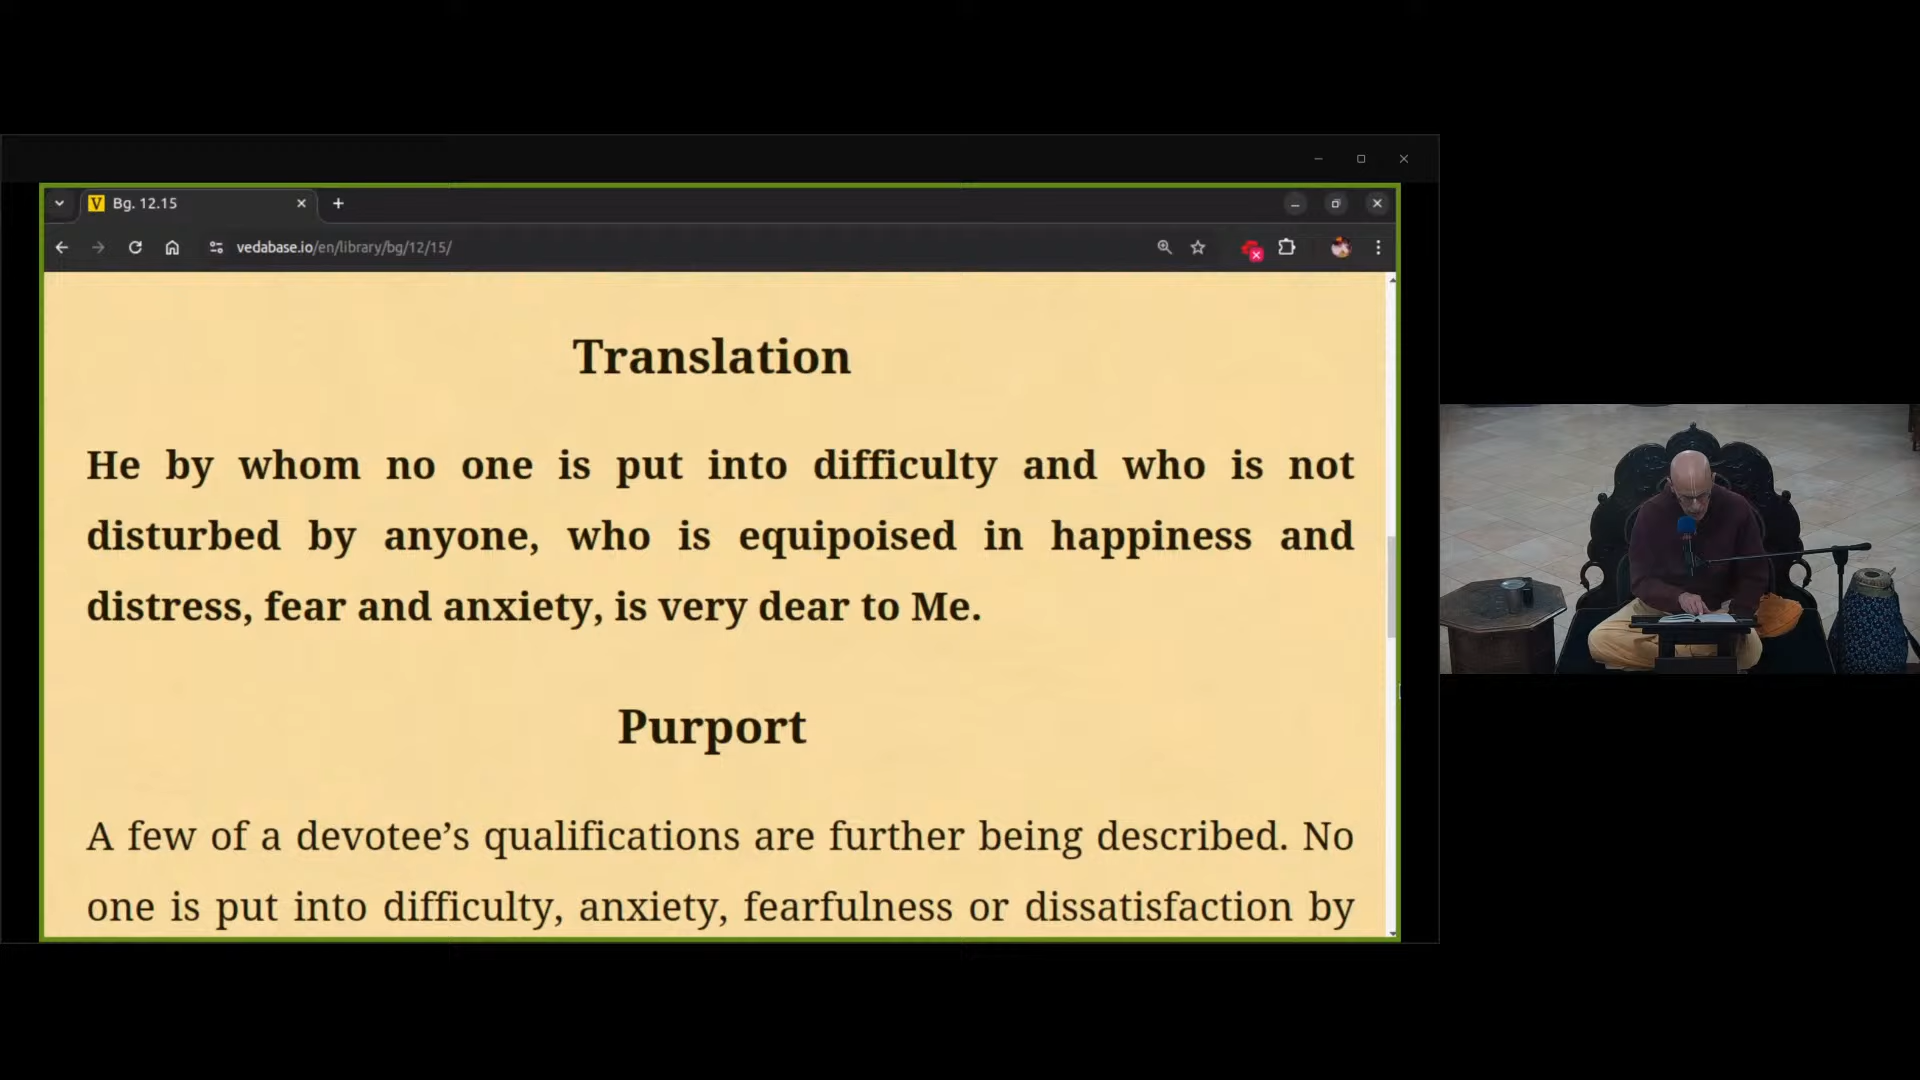 Bg. 12.15
vedabase.io/en/library/bg/12/15/
Translation
He by whom no one is put into difficulty and who is not
disturbed by anyone, who is equipoised in happiness and
distress, fear and anxiety, is very dear to Me.
Purport
A few of a devotee’s qualifications are further being described. No
one is put into difficulty, anxiety, fearfulness or dissatisfaction by